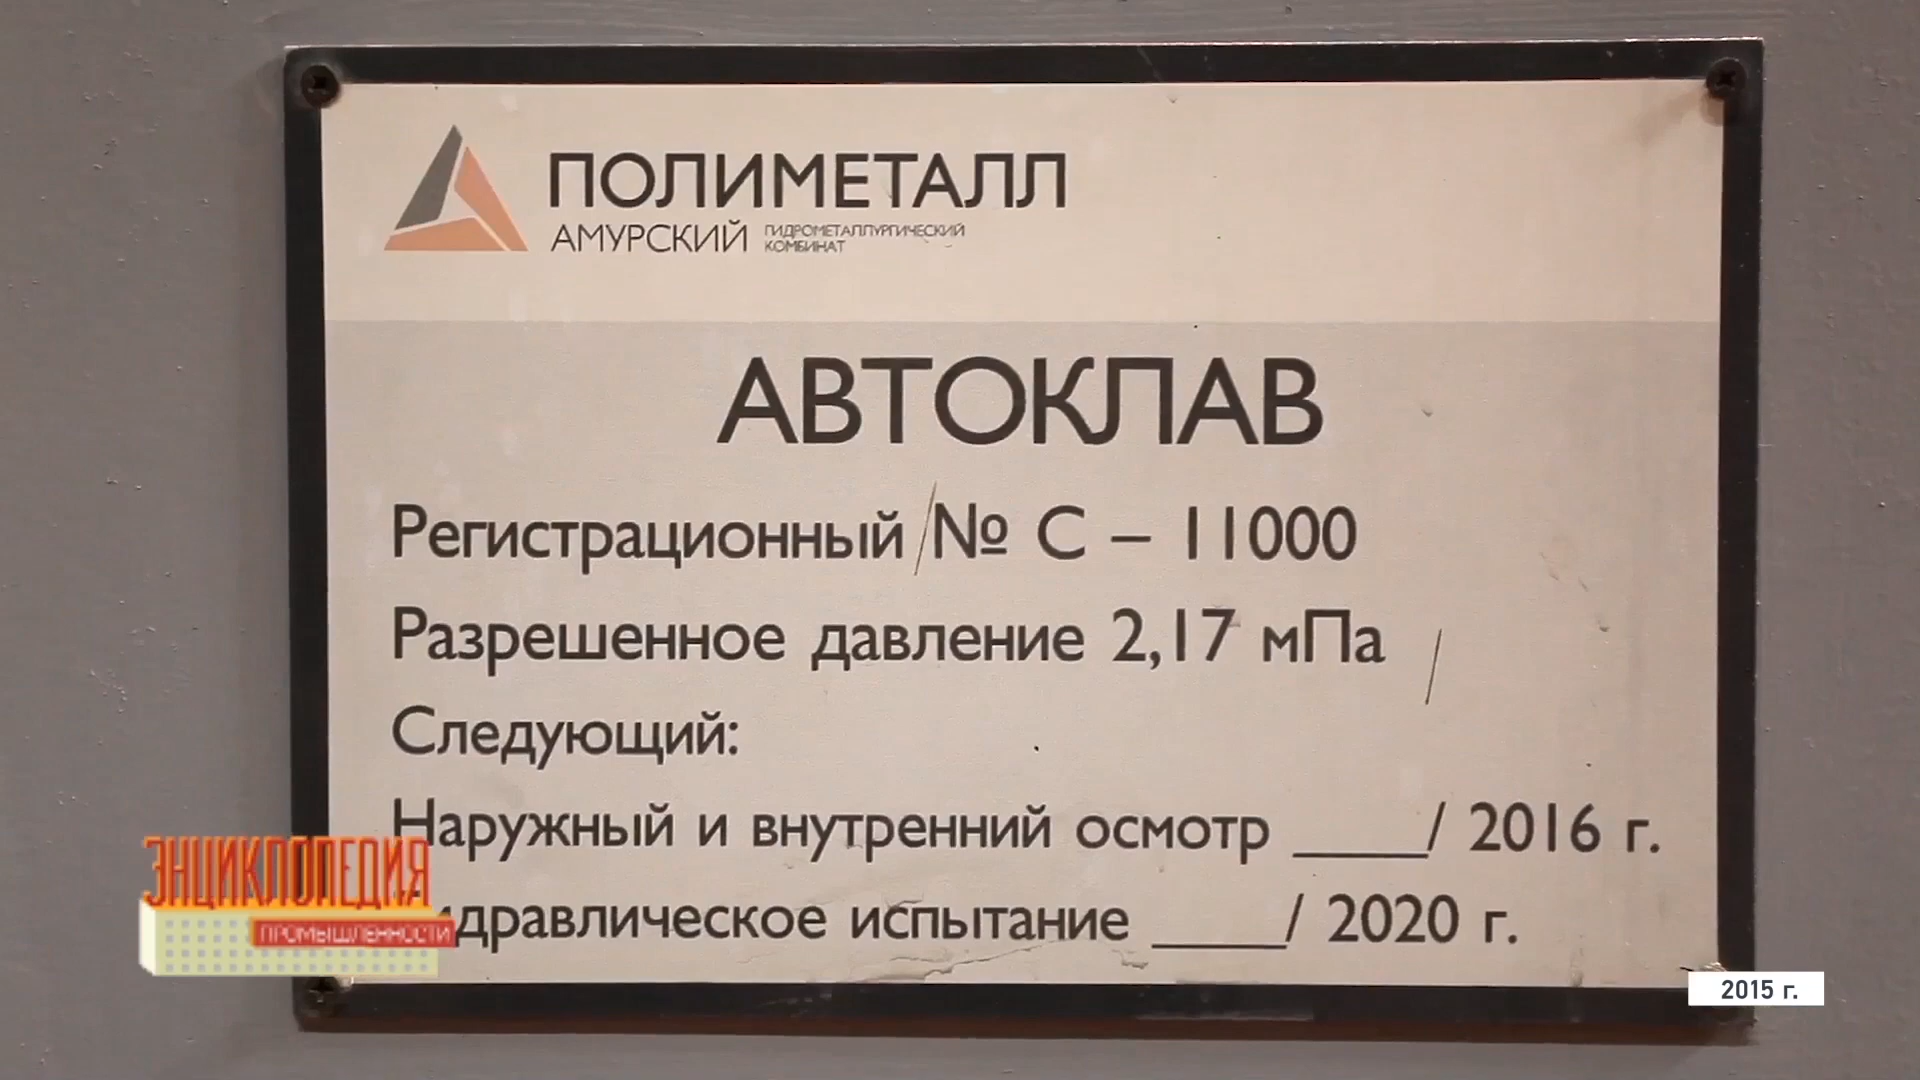 ПОЛИМЕТАЛЛ
АМУРСКИЙ ГИДРОМЕТАЛЛУРГИЧЕСКИЙ
КОМБИНАТ
АВТОКЛАВ
Регистрационный № С – 11000
Разрешенное давление 2,17 мПа
Следующий:
Наружный и внутренний осмотр ____/ 2016 г.
Гидравлическое испытание ____/ 2020 г.
ЭНЦИКЛОПЕДИЯ
ПРОМЫШЛЕННОСТИ
2015 г.